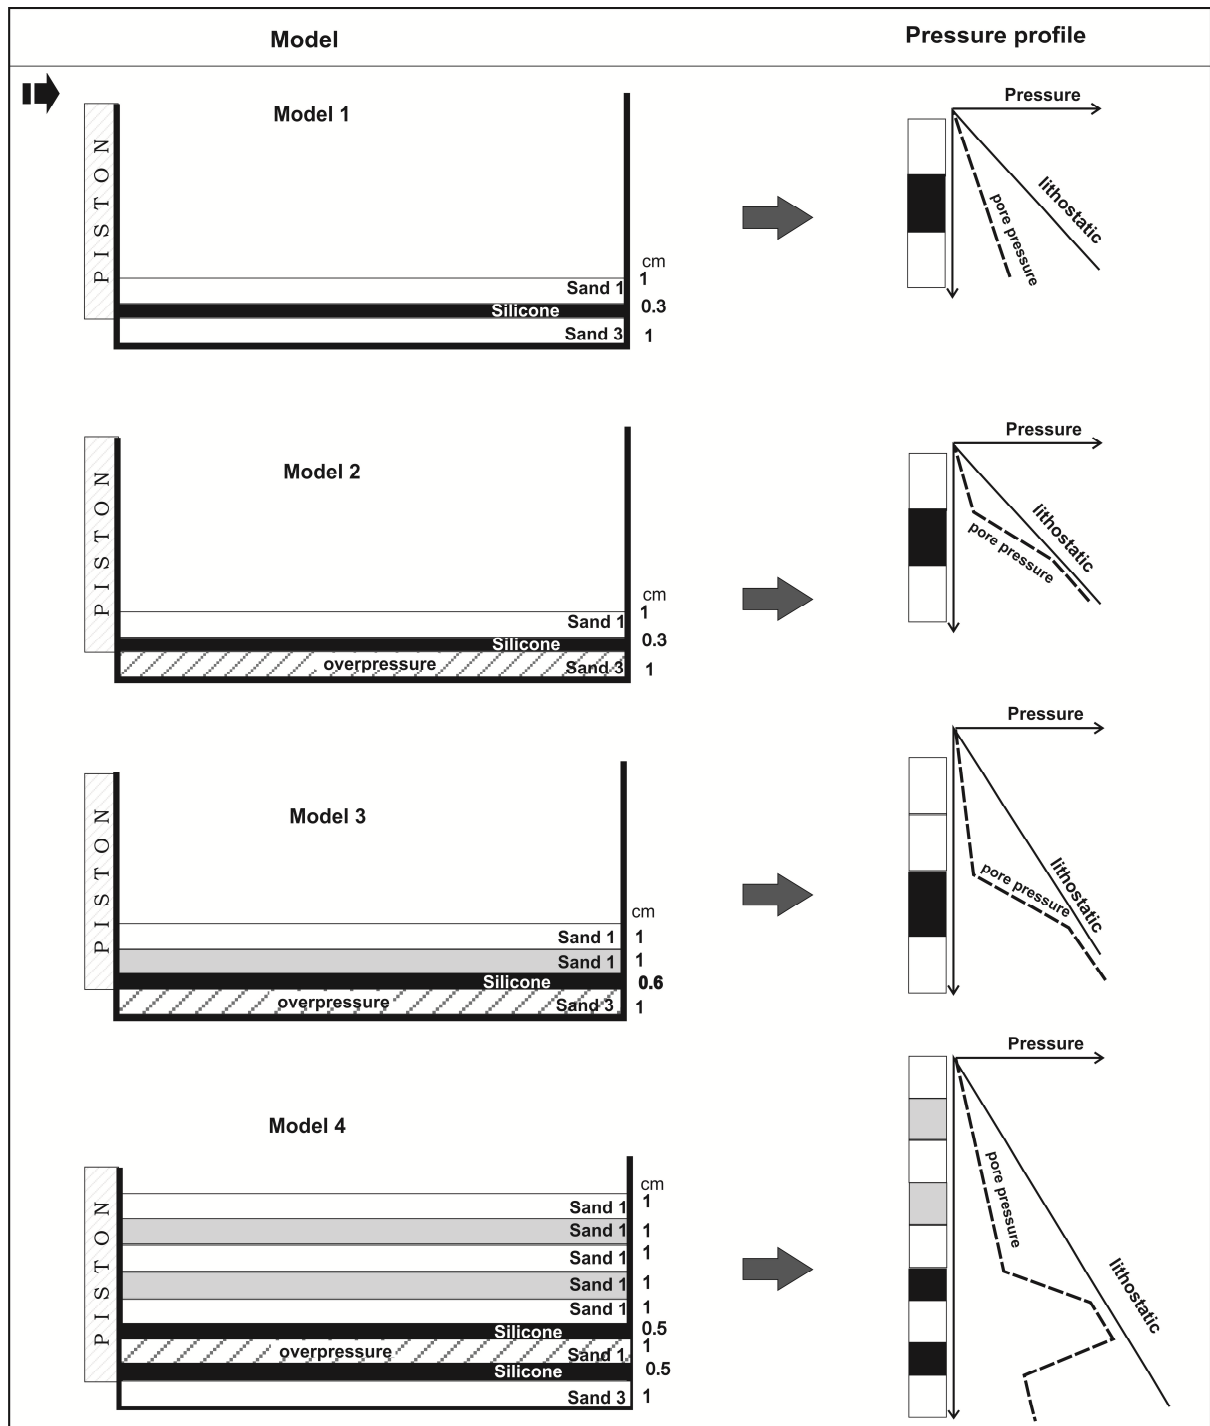 Model
Pressure profile
Model 1
PISTON
cm
1
Sand 1
0.3
Silicone
Sand 3
1
Pressure
lithostatic
pore pressure
Model 2
PISTON
cm
1
Sand 1
0.3
Silicone
overpressure
Sand 3
1
Pressure
lithostatic
pore pressure
Model 3
PISTON
cm
Sand 1
1
Sand 1
1
Silicone
0.6
overpressure
Sand 3
1
Pressure
lithostatic
pore pressure
Model 4
PISTON
cm
1
Sand 1
Sand 1
1
1
Sand 1
Sand 1
1
Sand 1
1
0.5
Silicone
1
overpressure
Sand 1
0.5
Silicone
Sand 3
1
Pressure
pore pressure
lithostatic